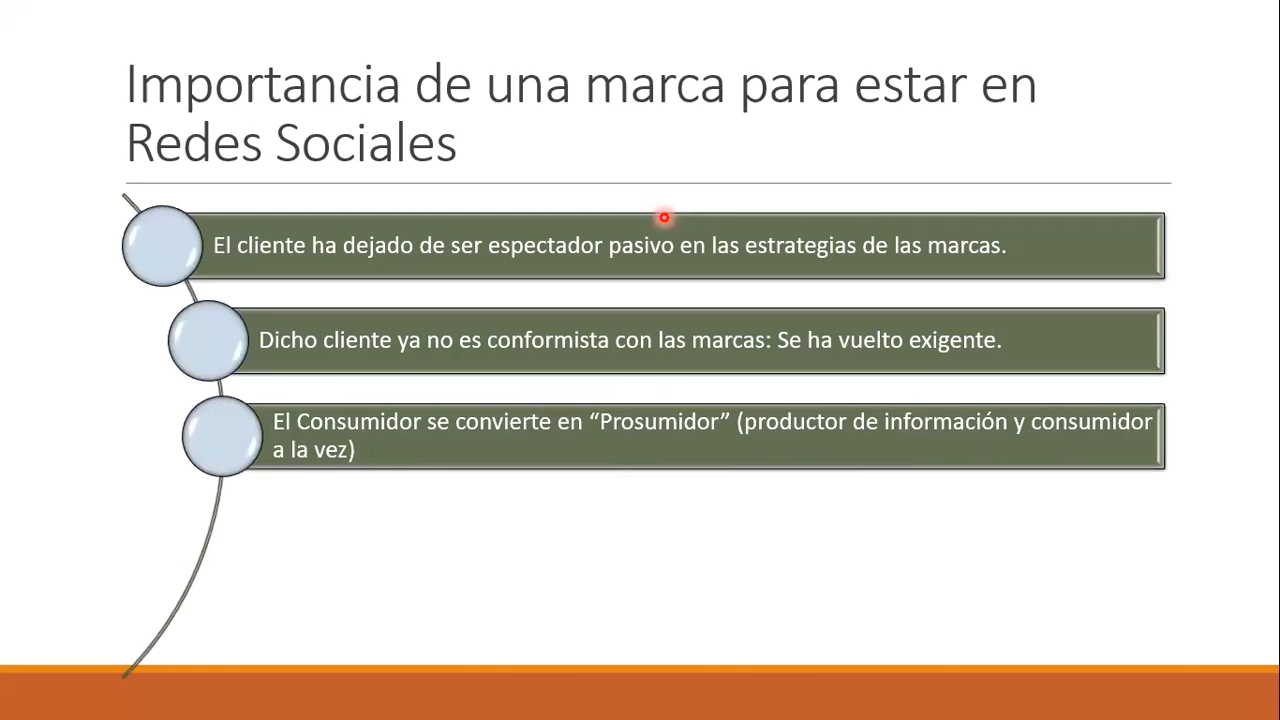 Importancia de una marca para estar en
Redes Sociales
El cliente ha dejado de ser espectador pasivo en las estrategias de las marcas.
Dicho cliente ya no es conformista con las marcas: Se ha vuelto exigente.
El Consumidor se convierte en “Prosumidor” (productor de información y consumidor
a la vez)